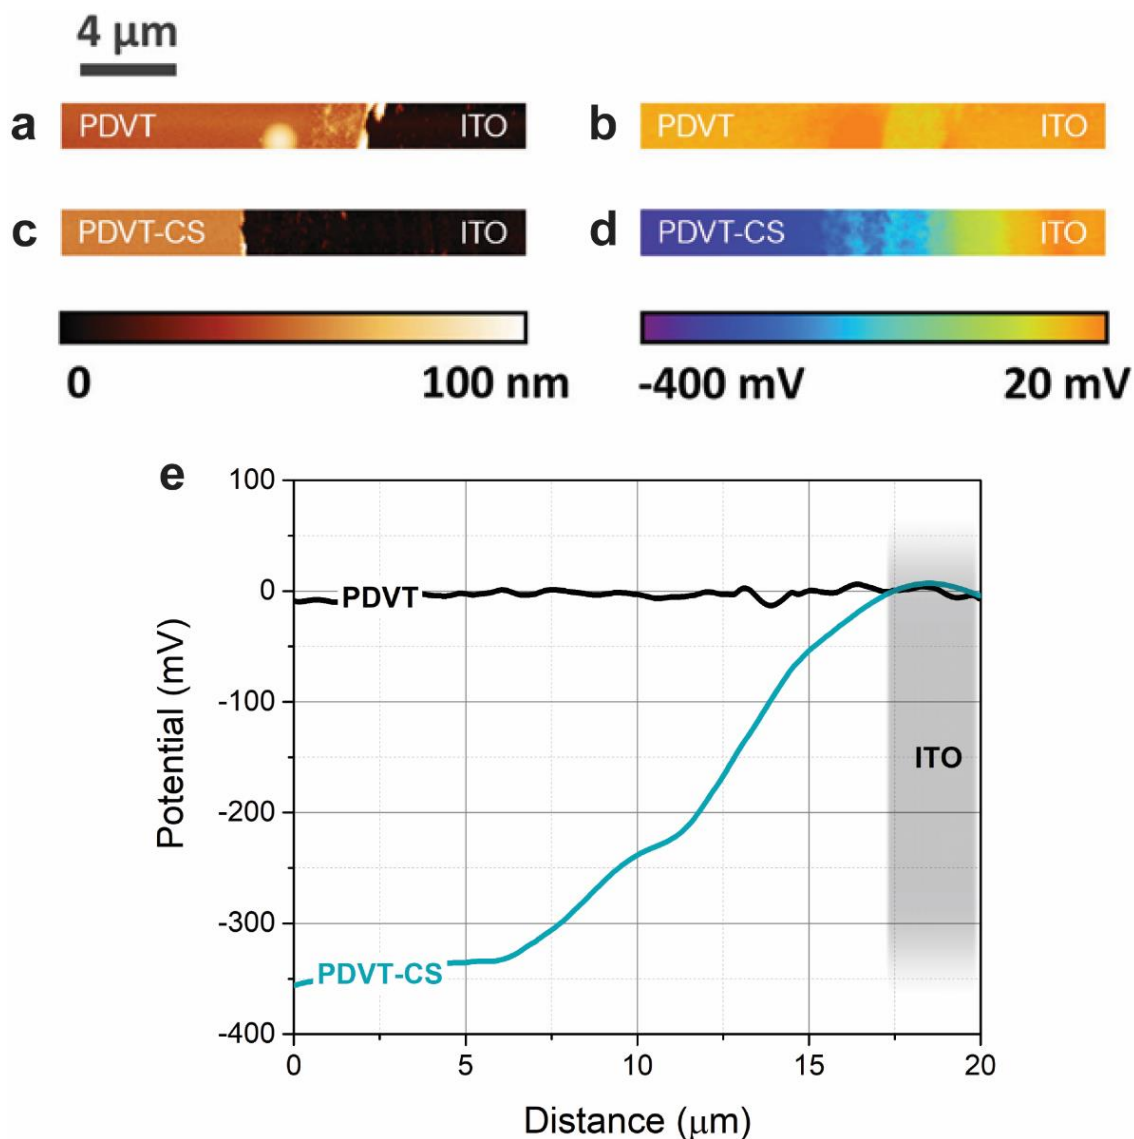 4 µm
a PDVT ITO
b PDVT ITO
c PDVT-CS ITO
d PDVT-CS ITO
0 100 nm
-400 mV 20 mV
e
100
0
-100
-200
-300
-400
Potential (mV)
PDVT
PDVT-CS
ITO
0 5 10 15 20
Distance (µm)